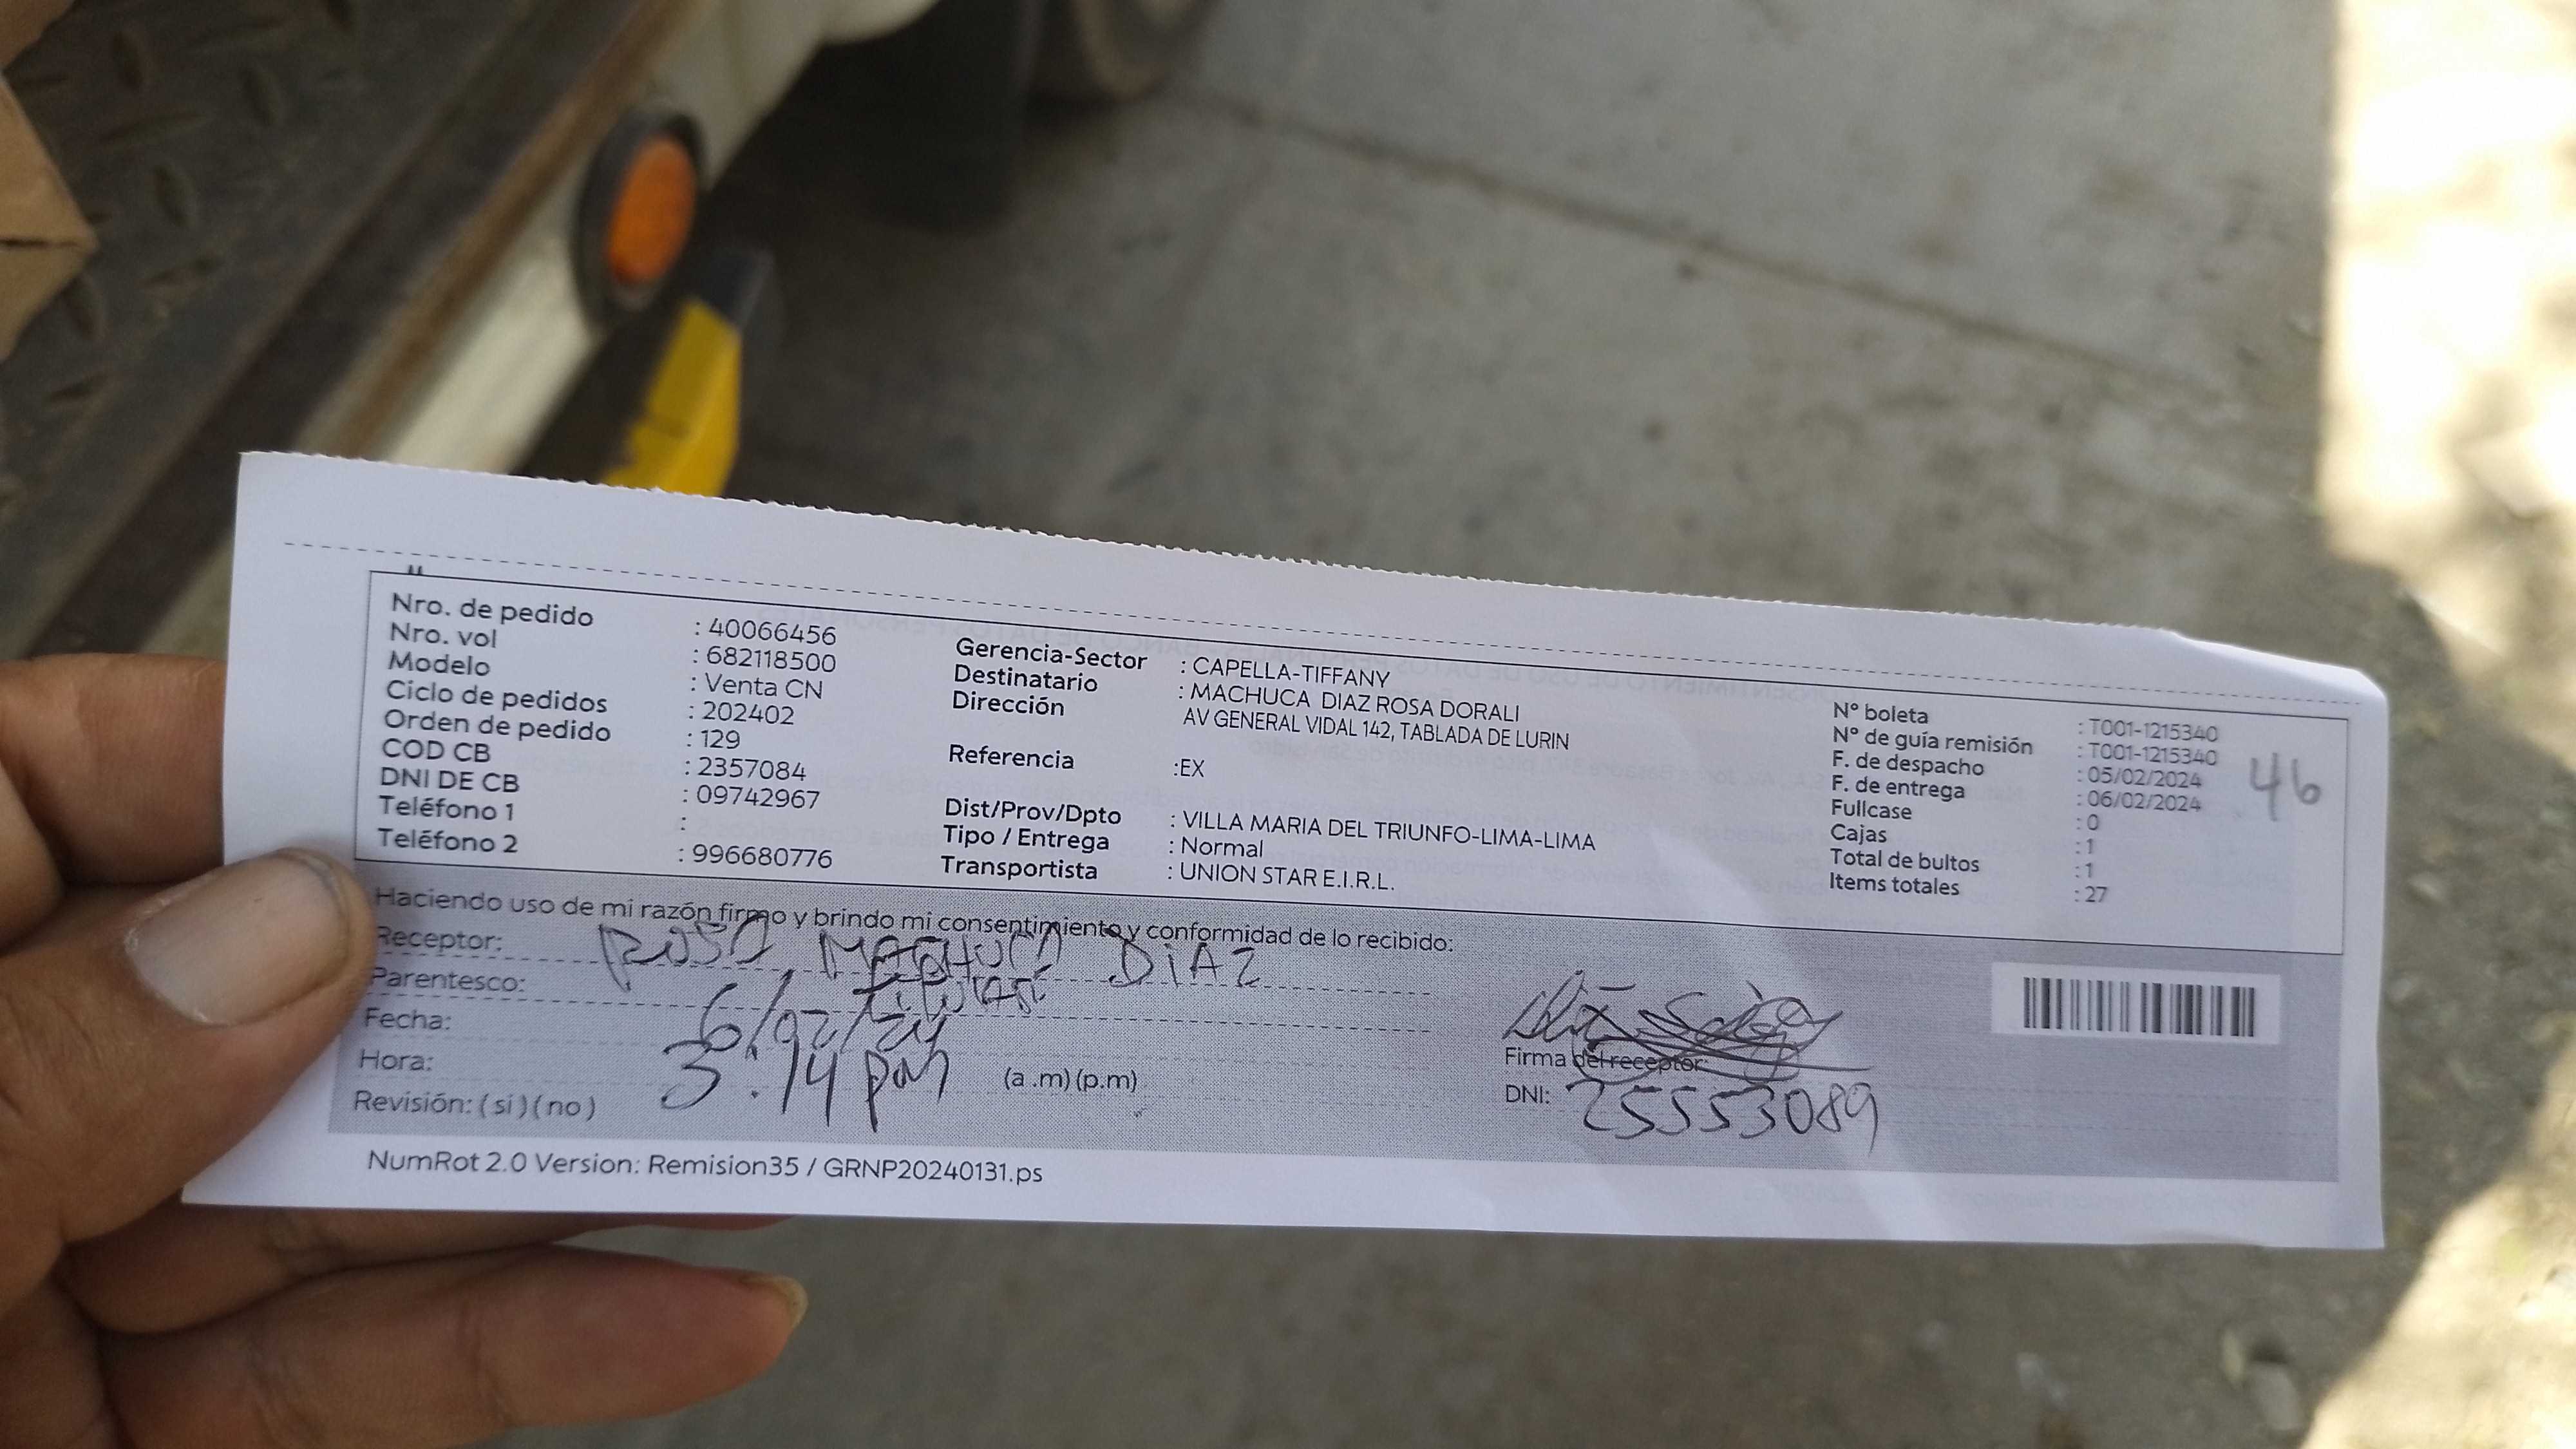 Nro. de pedido : 40066456
Nro. vol : 682118500
Modelo : Venta CN
Ciclo de pedidos : 202402
Orden de pedido : 129
COD CB : 2357084
DNI DE CB : 09742967
Teléfono 1 :
Teléfono 2 : 996680776
Gerencia-Sector : CAPELLA-TIFFANY
Destinatario : MACHUCA DIAZ ROSA DORALI
Dirección AV GENERAL VIDAL 142, TABLADA DE LURIN
Referencia :EX
Dist/Prov/Dpto : VILLA MARIA DEL TRIUNFO-LIMA-LIMA
Tipo / Entrega : Normal
Transportista : UNION STAR E.I.R.L.
N° boleta : T001-1215340
N° de guía remisión : T001-1215340
F. de despacho : 05/02/2024
F. de entrega : 06/02/2024
Fullcase : 0
Cajas : 1
Total de bultos : 1
Items totales : 27
46
Haciendo uso de mi razón firmo y brindo mi consentimiento y conformidad de lo recibido:
Receptor: ROSA MACHUCA DIAZ
Parentesco:
Fecha: 6/02/24
Hora: 3:14 pm (a .m) (p.m)
Revisión: ( si ) ( no )
Firma del receptor:
DNI: 25553089
NumRot 2.0 Version: Remision35 / GRNP20240131.ps